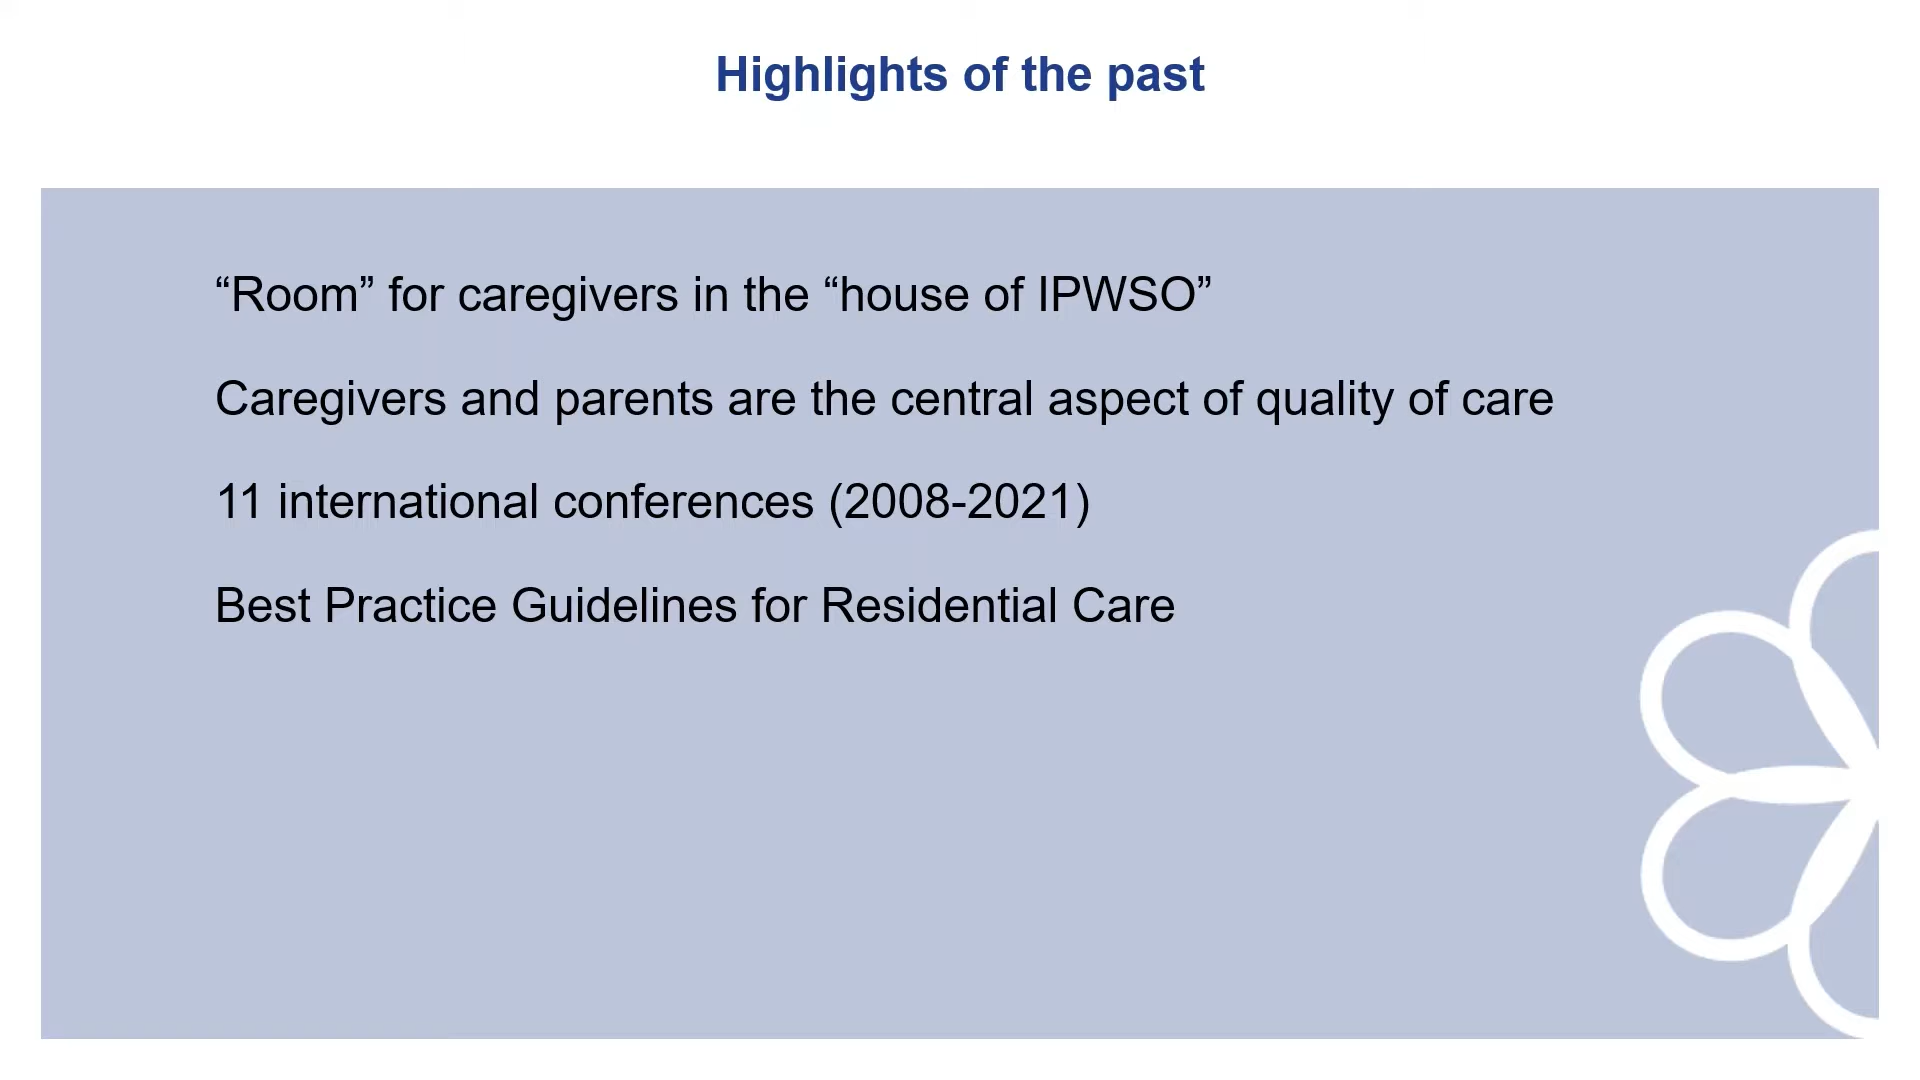 Highlights of the past
“Room” for caregivers in the “house of IPWSO”
Caregivers and parents are the central aspect of quality of care
11 international conferences (2008-2021)
Best Practice Guidelines for Residential Care